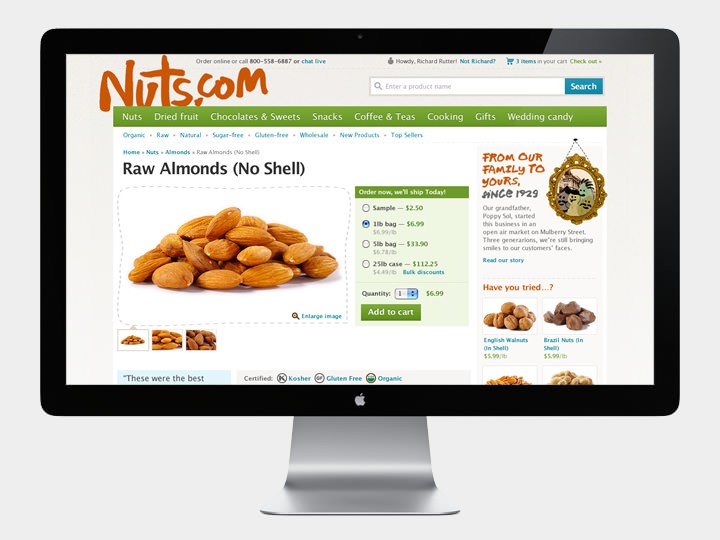 Nuts.com
Order online or call 800-558-6887 or chat live
Howdy, Richard Rutter! Not Richard?
3 items in your cart Check out »
Enter a product name
Search
Nuts Dried fruit Chocolates & Sweets Snacks Coffee & Teas Cooking Gifts Wedding candy
Organic • Raw • Natural • Sugar-free • Gluten-free • Wholesale • New Products • Top Sellers
Home » Nuts » Almonds » Raw Almonds (No Shell)
Raw Almonds (No Shell)
Enlarge image
Order now, we'll ship Today!
Sample — $2.50
1lb bag — $6.99
$6.99/lb
5lb bag — $33.90
$6.78/lb
25lb case — $112.25
$4.49/lb Bulk discounts
Quantity: 1 $6.99
Add to cart
"These were the best
Certified: K Kosher GF Gluten Free Organic
FROM OUR
FAMILY TO
YOURS,
SINCE 1929
Our grandfather,
Poppy Sol, started
this business in an
open air market on Mulberry Street.
Three generations, we're still bringing
smiles to our customers' faces.
Read our story
Have you tried...?
English Walnuts
(In Shell)
$5.99/lb
Brazil Nuts (In
Shell)
$5.99/lb